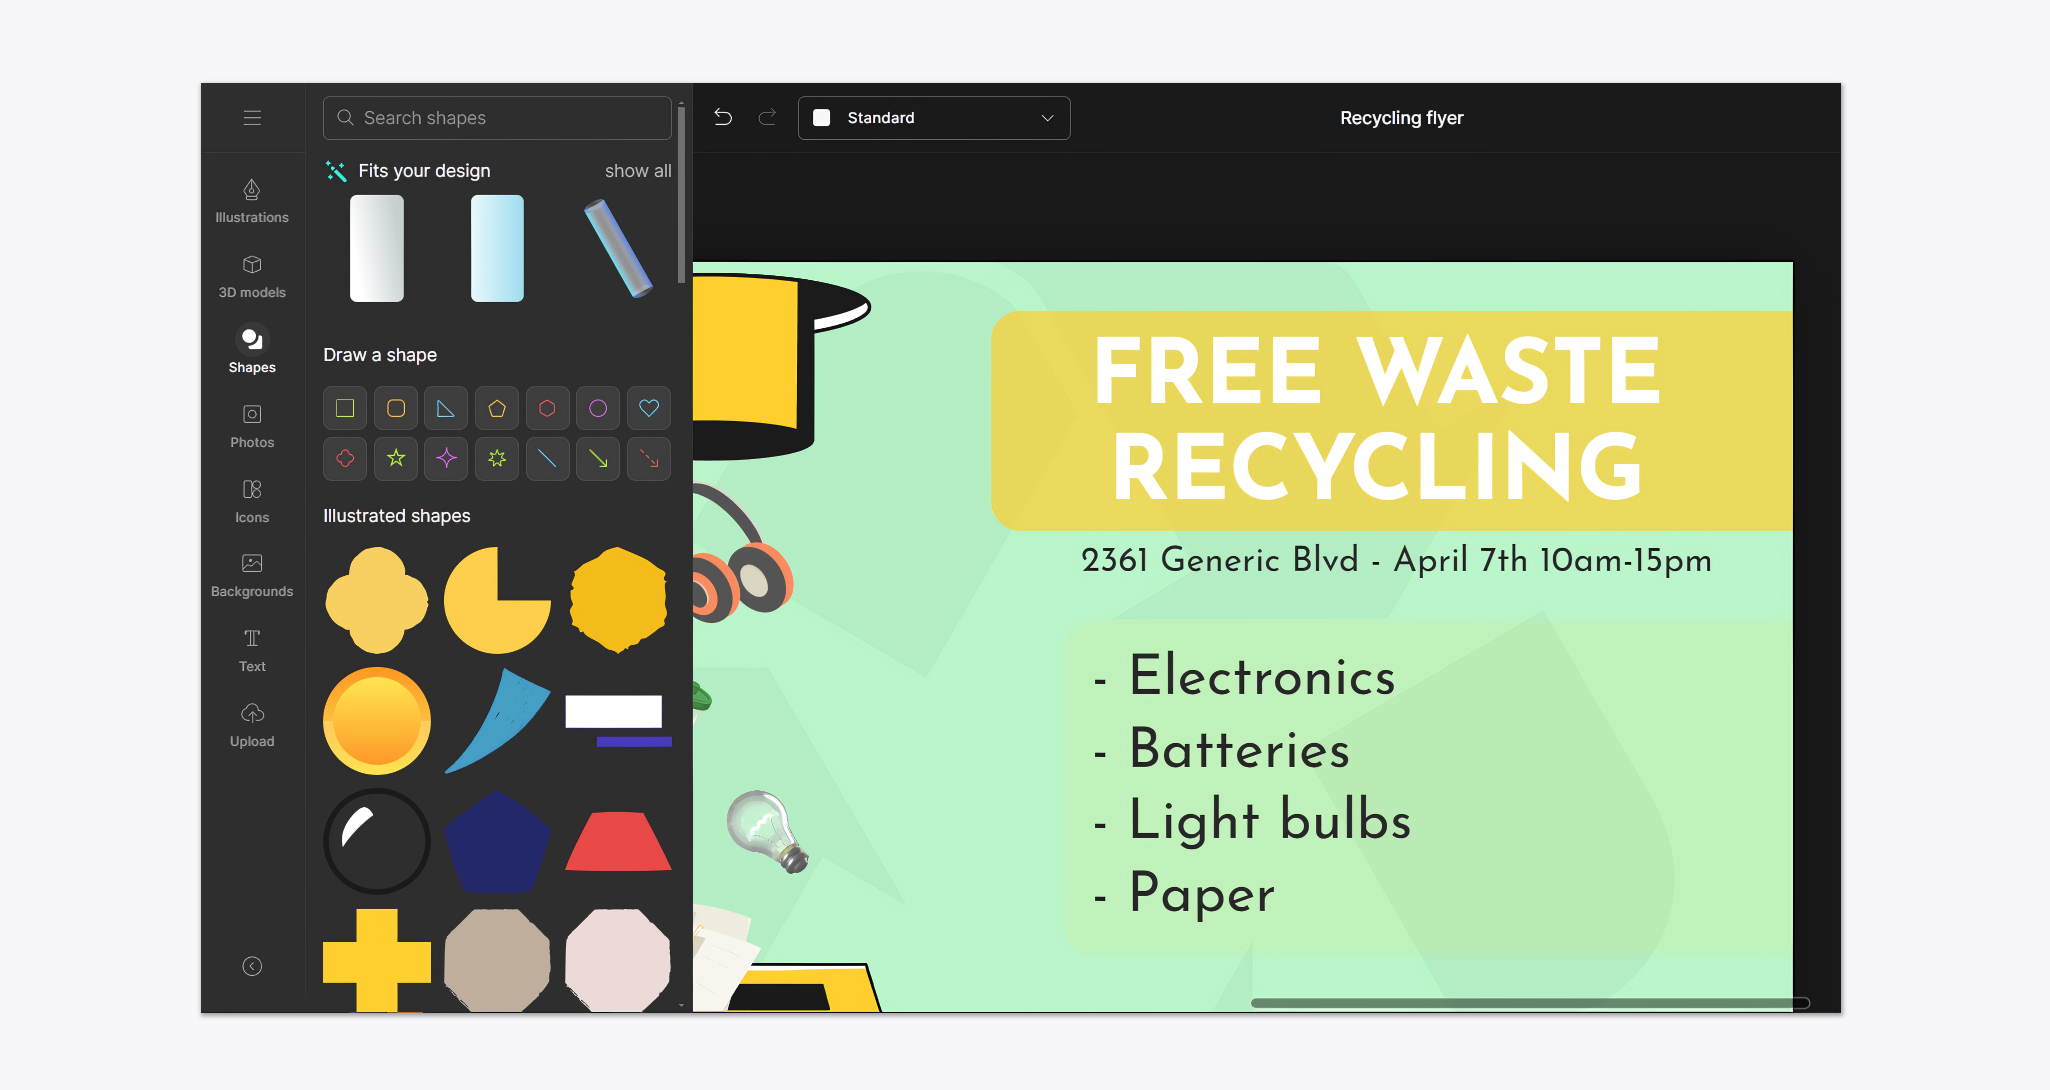 Search shapes
Standard
Recycling flyer
Fits your design
show all
Illustrations
3D models
Shapes
Photos
Icons
Backgrounds
Text
Upload
Draw a shape
Illustrated shapes
FREE WASTE
RECYCLING
2361 Generic Blvd - April 7th 10am-15pm
- Electronics
- Batteries
- Light bulbs
- Paper